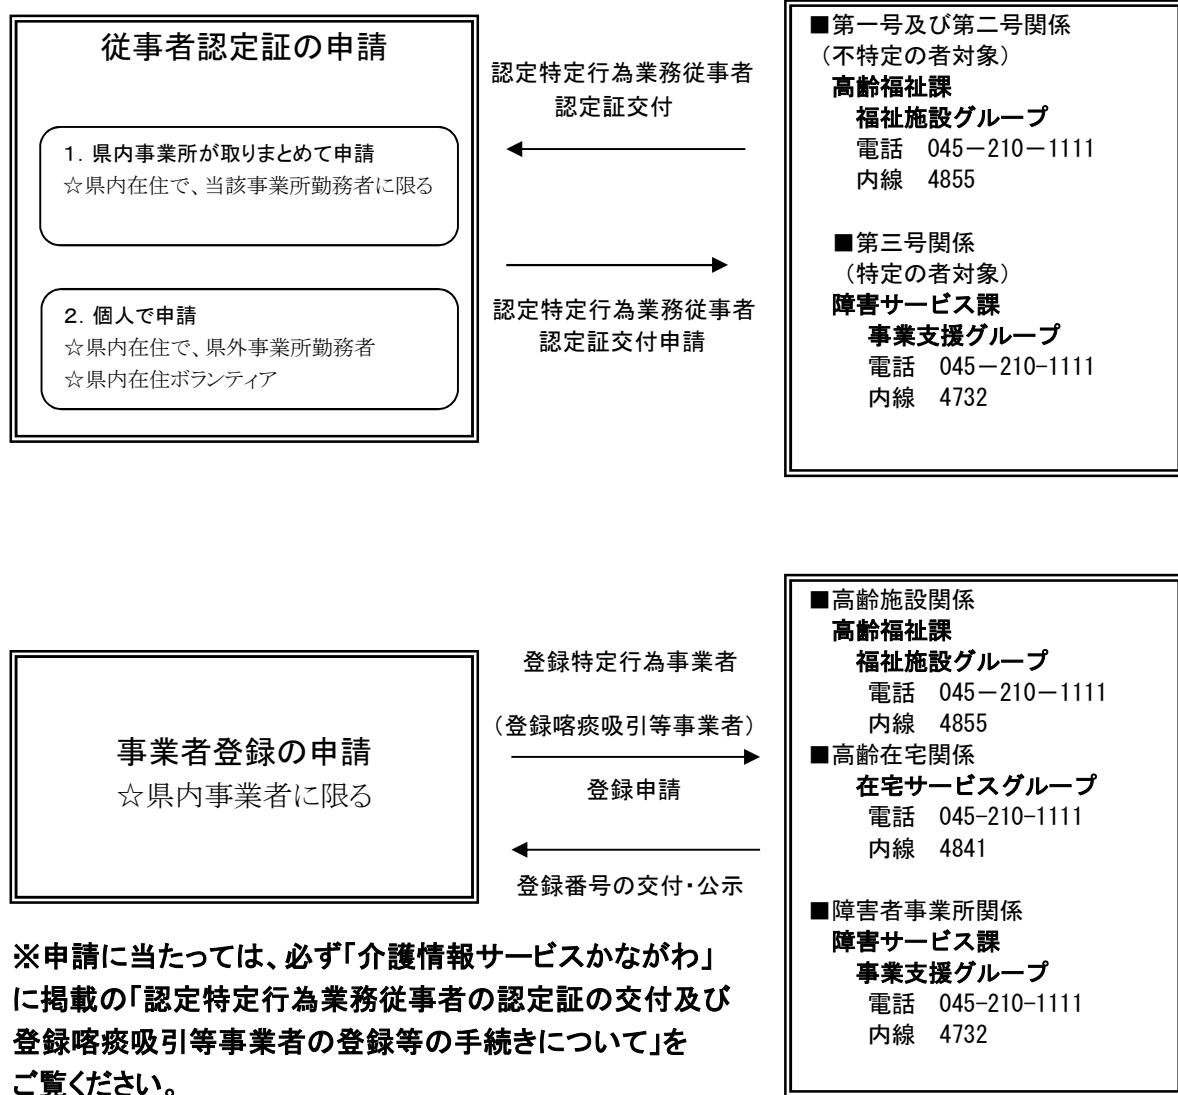 従事者認定証の申請
1．県内事業所が取りまとめて申請
☆県内在住で、当該事業所勤務者に限る
2．個人で申請
☆県内在住で、県外事業所勤務者
☆県内在住ボランティア
認定特定行為業務従事者
認定証交付
認定特定行為業務従事者
認定証交付申請
■第一号及び第二号関係
（不特定の者対象）
高齢福祉課
福祉施設グループ
電話　045－210－1111
内線　4855
■第三号関係
（特定の者対象）
障害サービス課
事業支援グループ
電話　045－210-1111
内線　4732
事業者登録の申請
☆県内事業者に限る
登録特定行為事業者
（登録喀痰吸引等事業者）
登録申請
登録番号の交付・公示
■高齢施設関係
高齢福祉課
福祉施設グループ
電話　045－210－1111
内線　4855
■高齢在宅関係
在宅サービスグループ
電話　045-210-1111
内線　4841
■障害者事業所関係
障害サービス課
事業支援グループ
電話　045-210-1111
内線　4732
※申請に当たっては、必ず「介護情報サービスかながわ」
に掲載の「認定特定行為業務従事者の認定証の交付及び
登録喀痰吸引等事業者の登録等の手続きについて」を
ご覧ください。